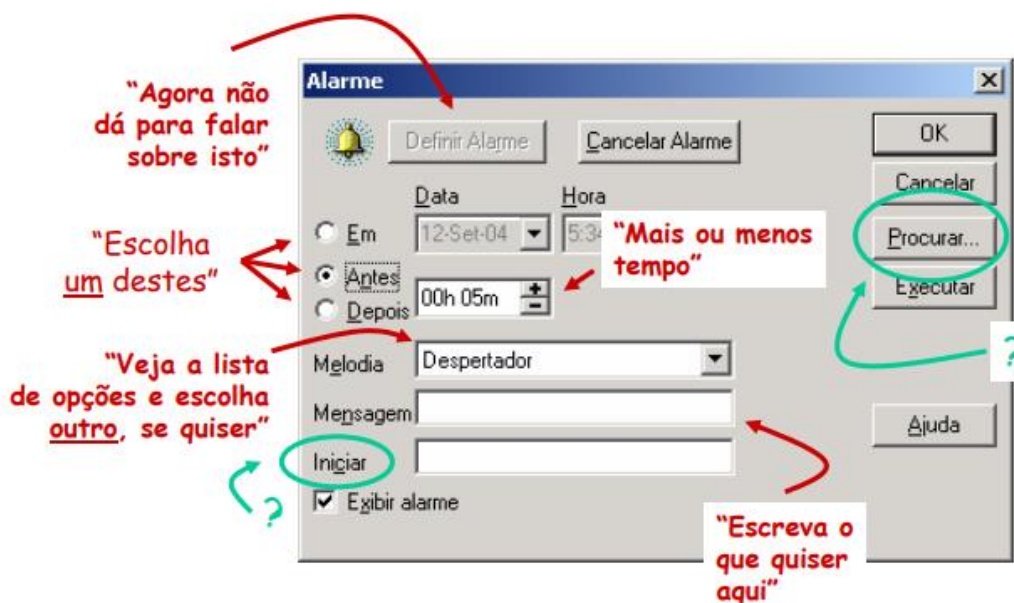 "Agora não
dá para falar
sobre isto"
Alarme
Definir Alarme
Cancelar Alarme
OK
Cancelar
Procurar...
Executar
Ajuda
Data
Hora
"Escolha
um destes"
Em
12-Set-04
5:34
"Mais ou menos
tempo"
Antes
Depois
00h 05m
?
"Veja a lista
de opções e escolha
outro, se quiser"
Melodia
Despertador
Mensagem
Iniciar
?
Exibir alarme
"Escreva o
que quiser
aqui"